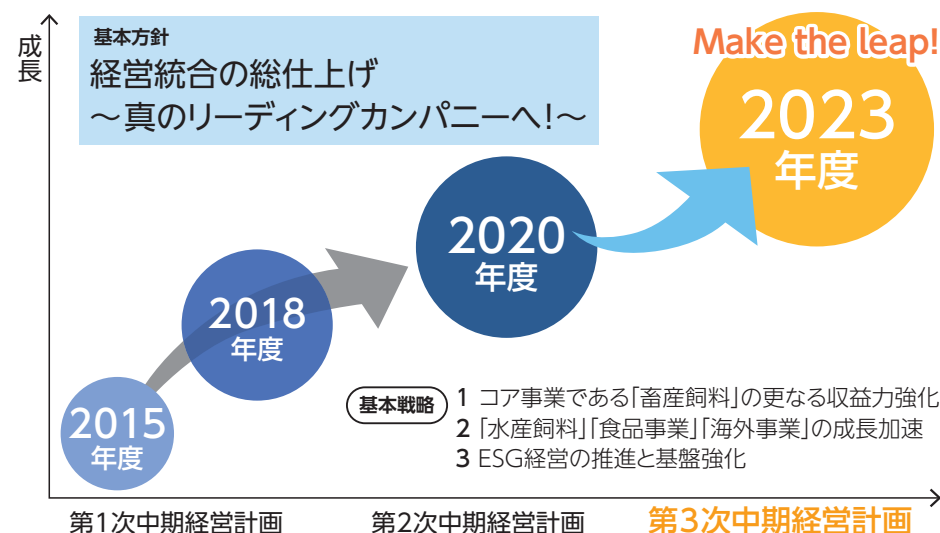 成長
基本方針
経営統合の総仕上げ
～真のリーディングカンパニーへ！～
Make the leap!
2023
年度
2020
年度
2018
年度
2015
年度
基本戦略
1 コア事業である「畜産飼料」の更なる収益力強化
2 「水産飼料」「食品事業」「海外事業」の成長加速
3 ESG経営の推進と基盤強化
第1次中期経営計画
第2次中期経営計画
第3次中期経営計画